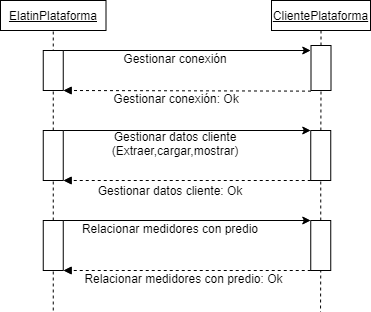 ElatinPlataforma
ClientePlataforma
Gestionar conexión
Gestionar conexión: Ok
Gestionar datos cliente
(Extraer,cargar,mostrar)
Gestionar datos cliente: Ok
Relacionar medidores con predio
Relacionar medidores con predio: Ok